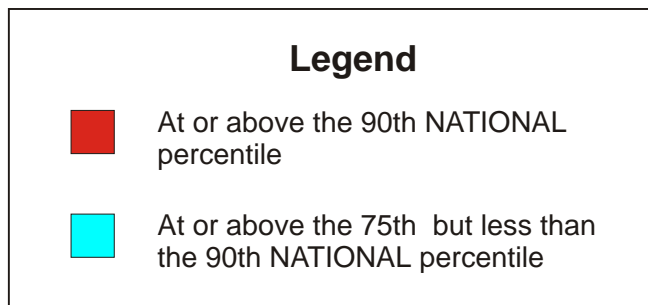 Legend
At or above the 90th NATIONAL
percentile
At or above the 75th  but less than
the 90th NATIONAL percentile